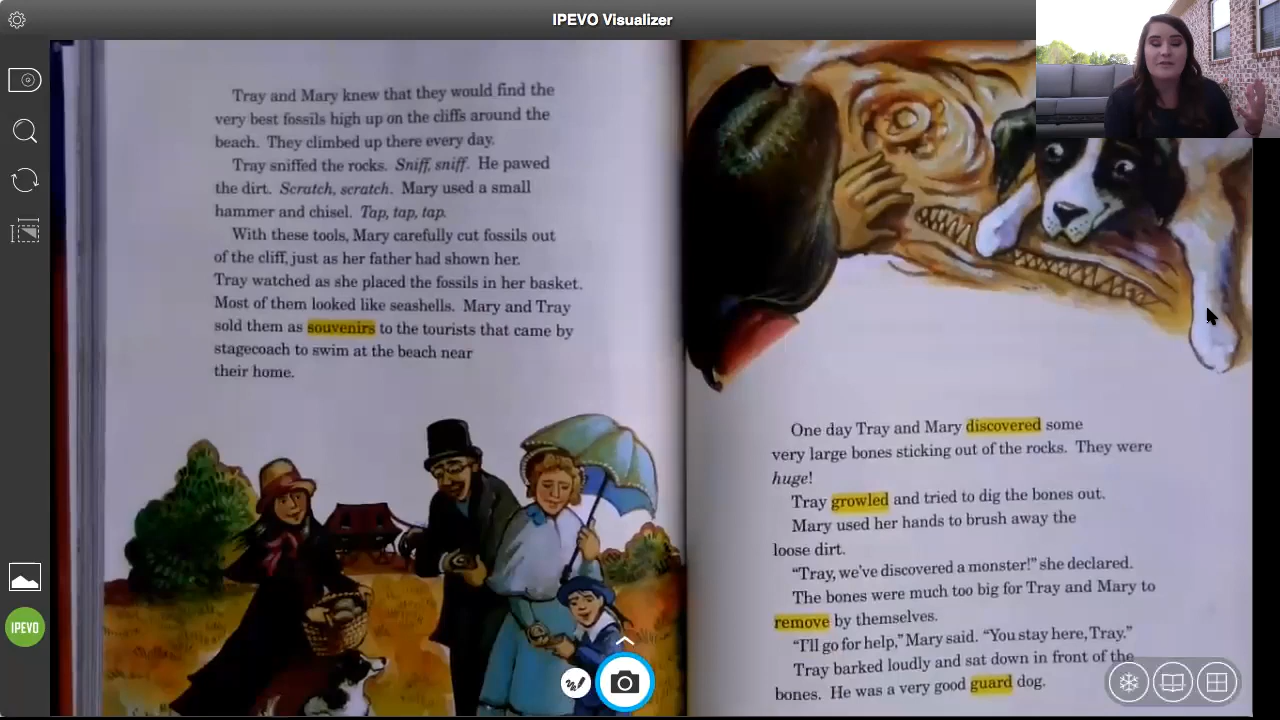 IPEVO Visualizer
Tray and Mary knew that they would find the
very best fossils high up on the cliffs around the
beach. They climbed up there every day.
Tray sniffed the rocks. Sniff, sniff. He pawed
the dirt. Scratch, scratch. Mary used a small
hammer and chisel. Tap, tap, tap.
With these tools, Mary carefully cut fossils out
of the cliff, just as her father had shown her.
Tray watched as she placed the fossils in her basket.
Most of them looked like seashells. Mary and Tray
sold them as souvenirs to the tourists that came by
stagecoach to swim at the beach near
their home.
One day Tray and Mary discovered some
very large bones sticking out of the rocks. They were
huge!
Tray growled and tried to dig the bones out.
Mary used her hands to brush away the
loose dirt.
“Tray, we’ve discovered a monster!” she declared.
The bones were much too big for Tray and Mary to
remove by themselves.
“I’ll go for help,” Mary said. “You stay here, Tray.”
Tray barked loudly and sat down in front of the
bones. He was a very good guard dog.
IPEVO